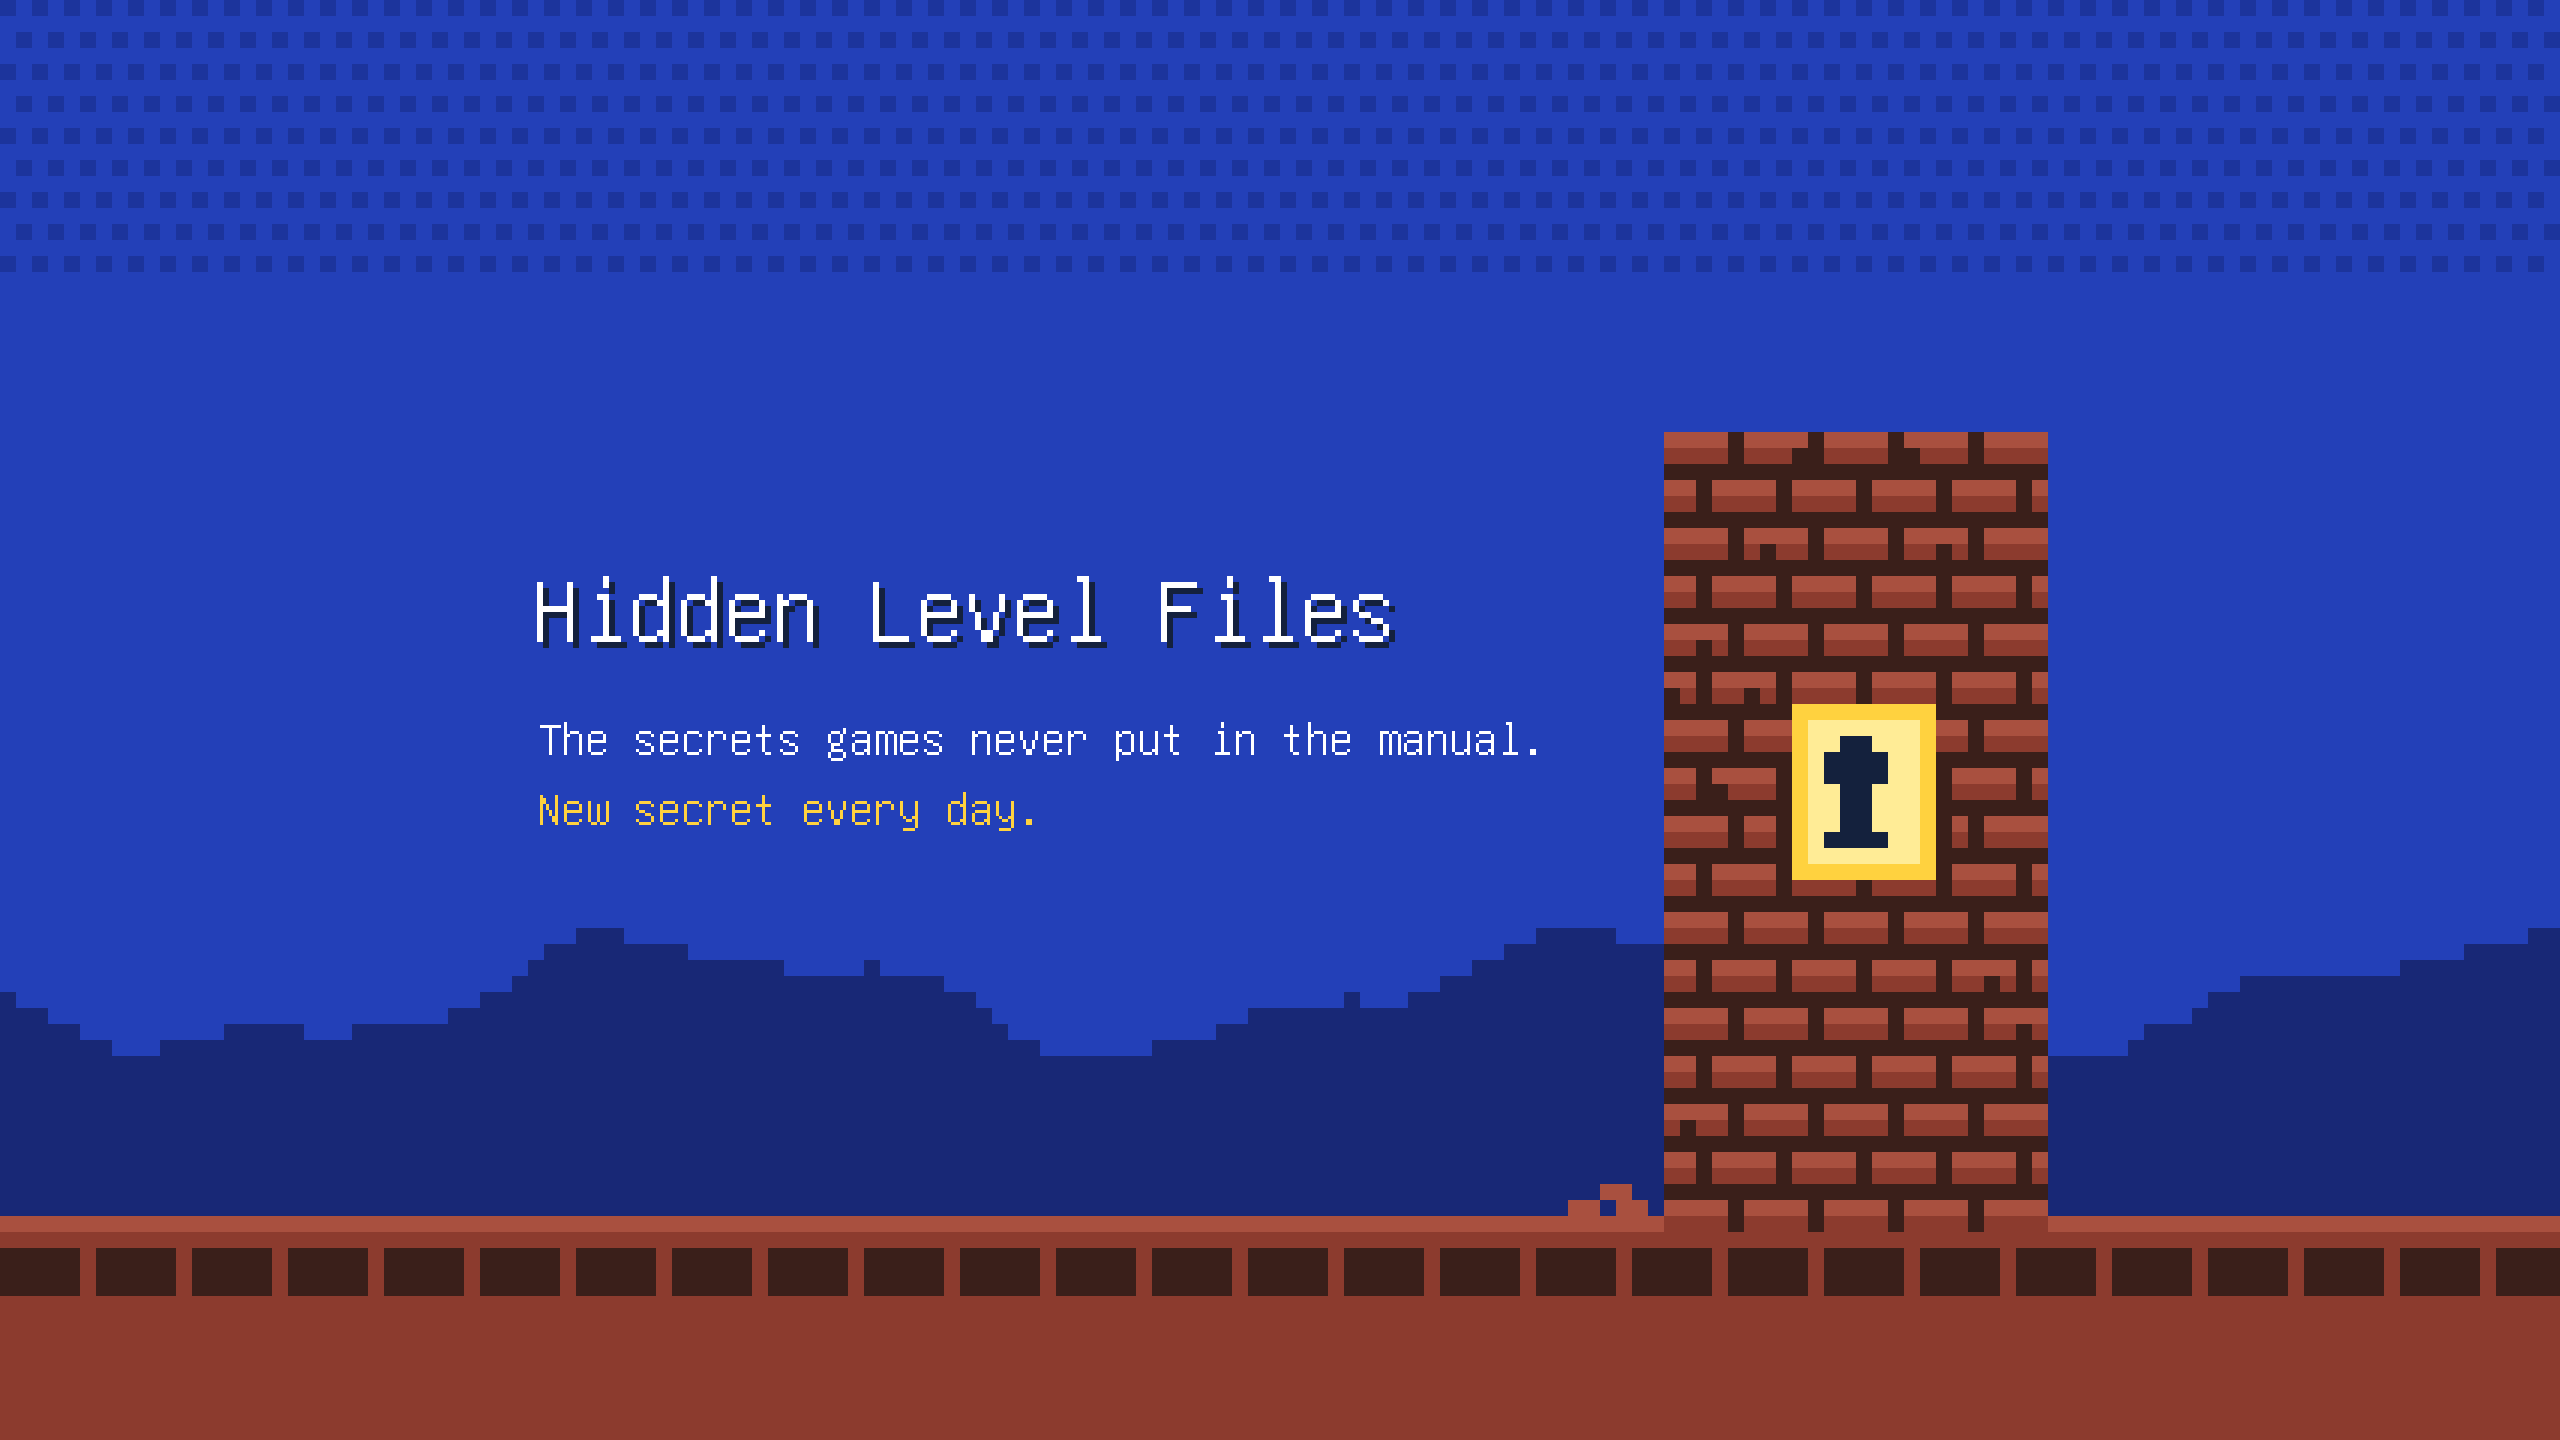 Hidden Level Files
The secrets games never put in the manual.
New secret every day.